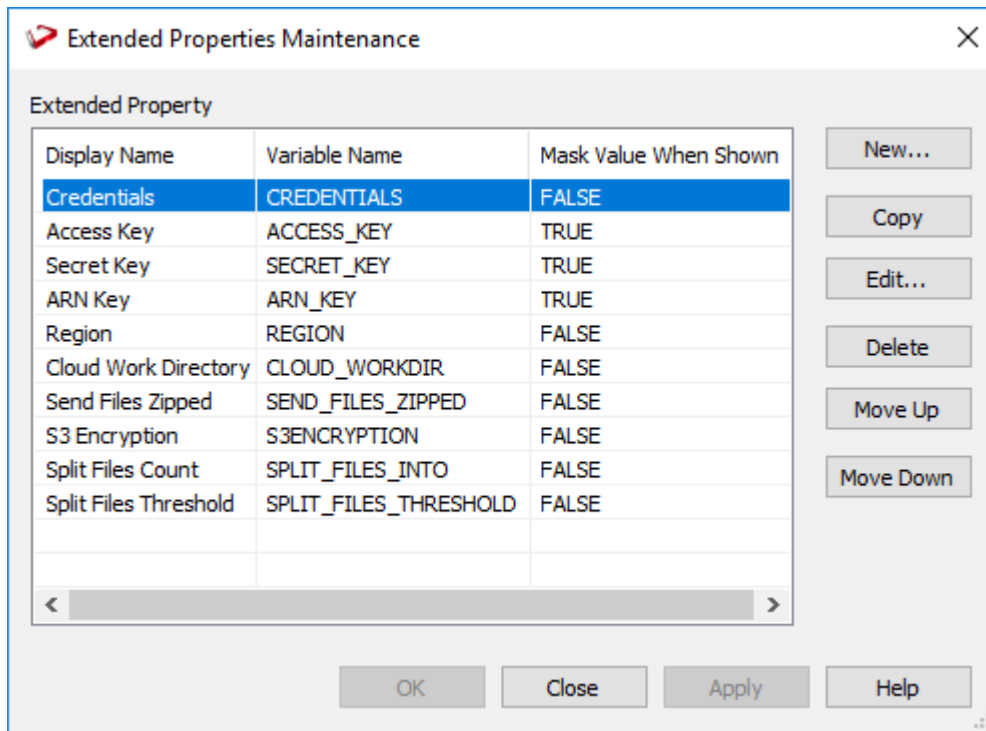 Extended Properties Maintenance
Extended Property
Display Name Variable Name Mask Value When Shown
Credentials CREDENTIALS FALSE
Access Key ACCESS_KEY TRUE
Secret Key SECRET_KEY TRUE
ARN Key ARN_KEY TRUE
Region REGION FALSE
Cloud Work Directory CLOUD_WORKDIR FALSE
Send Files Zipped SEND_FILES_ZIPPED FALSE
S3 Encryption S3ENCRYPTION FALSE
Split Files Count SPLIT_FILES_INTO FALSE
Split Files Threshold SPLIT_FILES_THRESHOLD FALSE
New...
Copy
Edit...
Delete
Move Up
Move Down
OK Close Apply Help